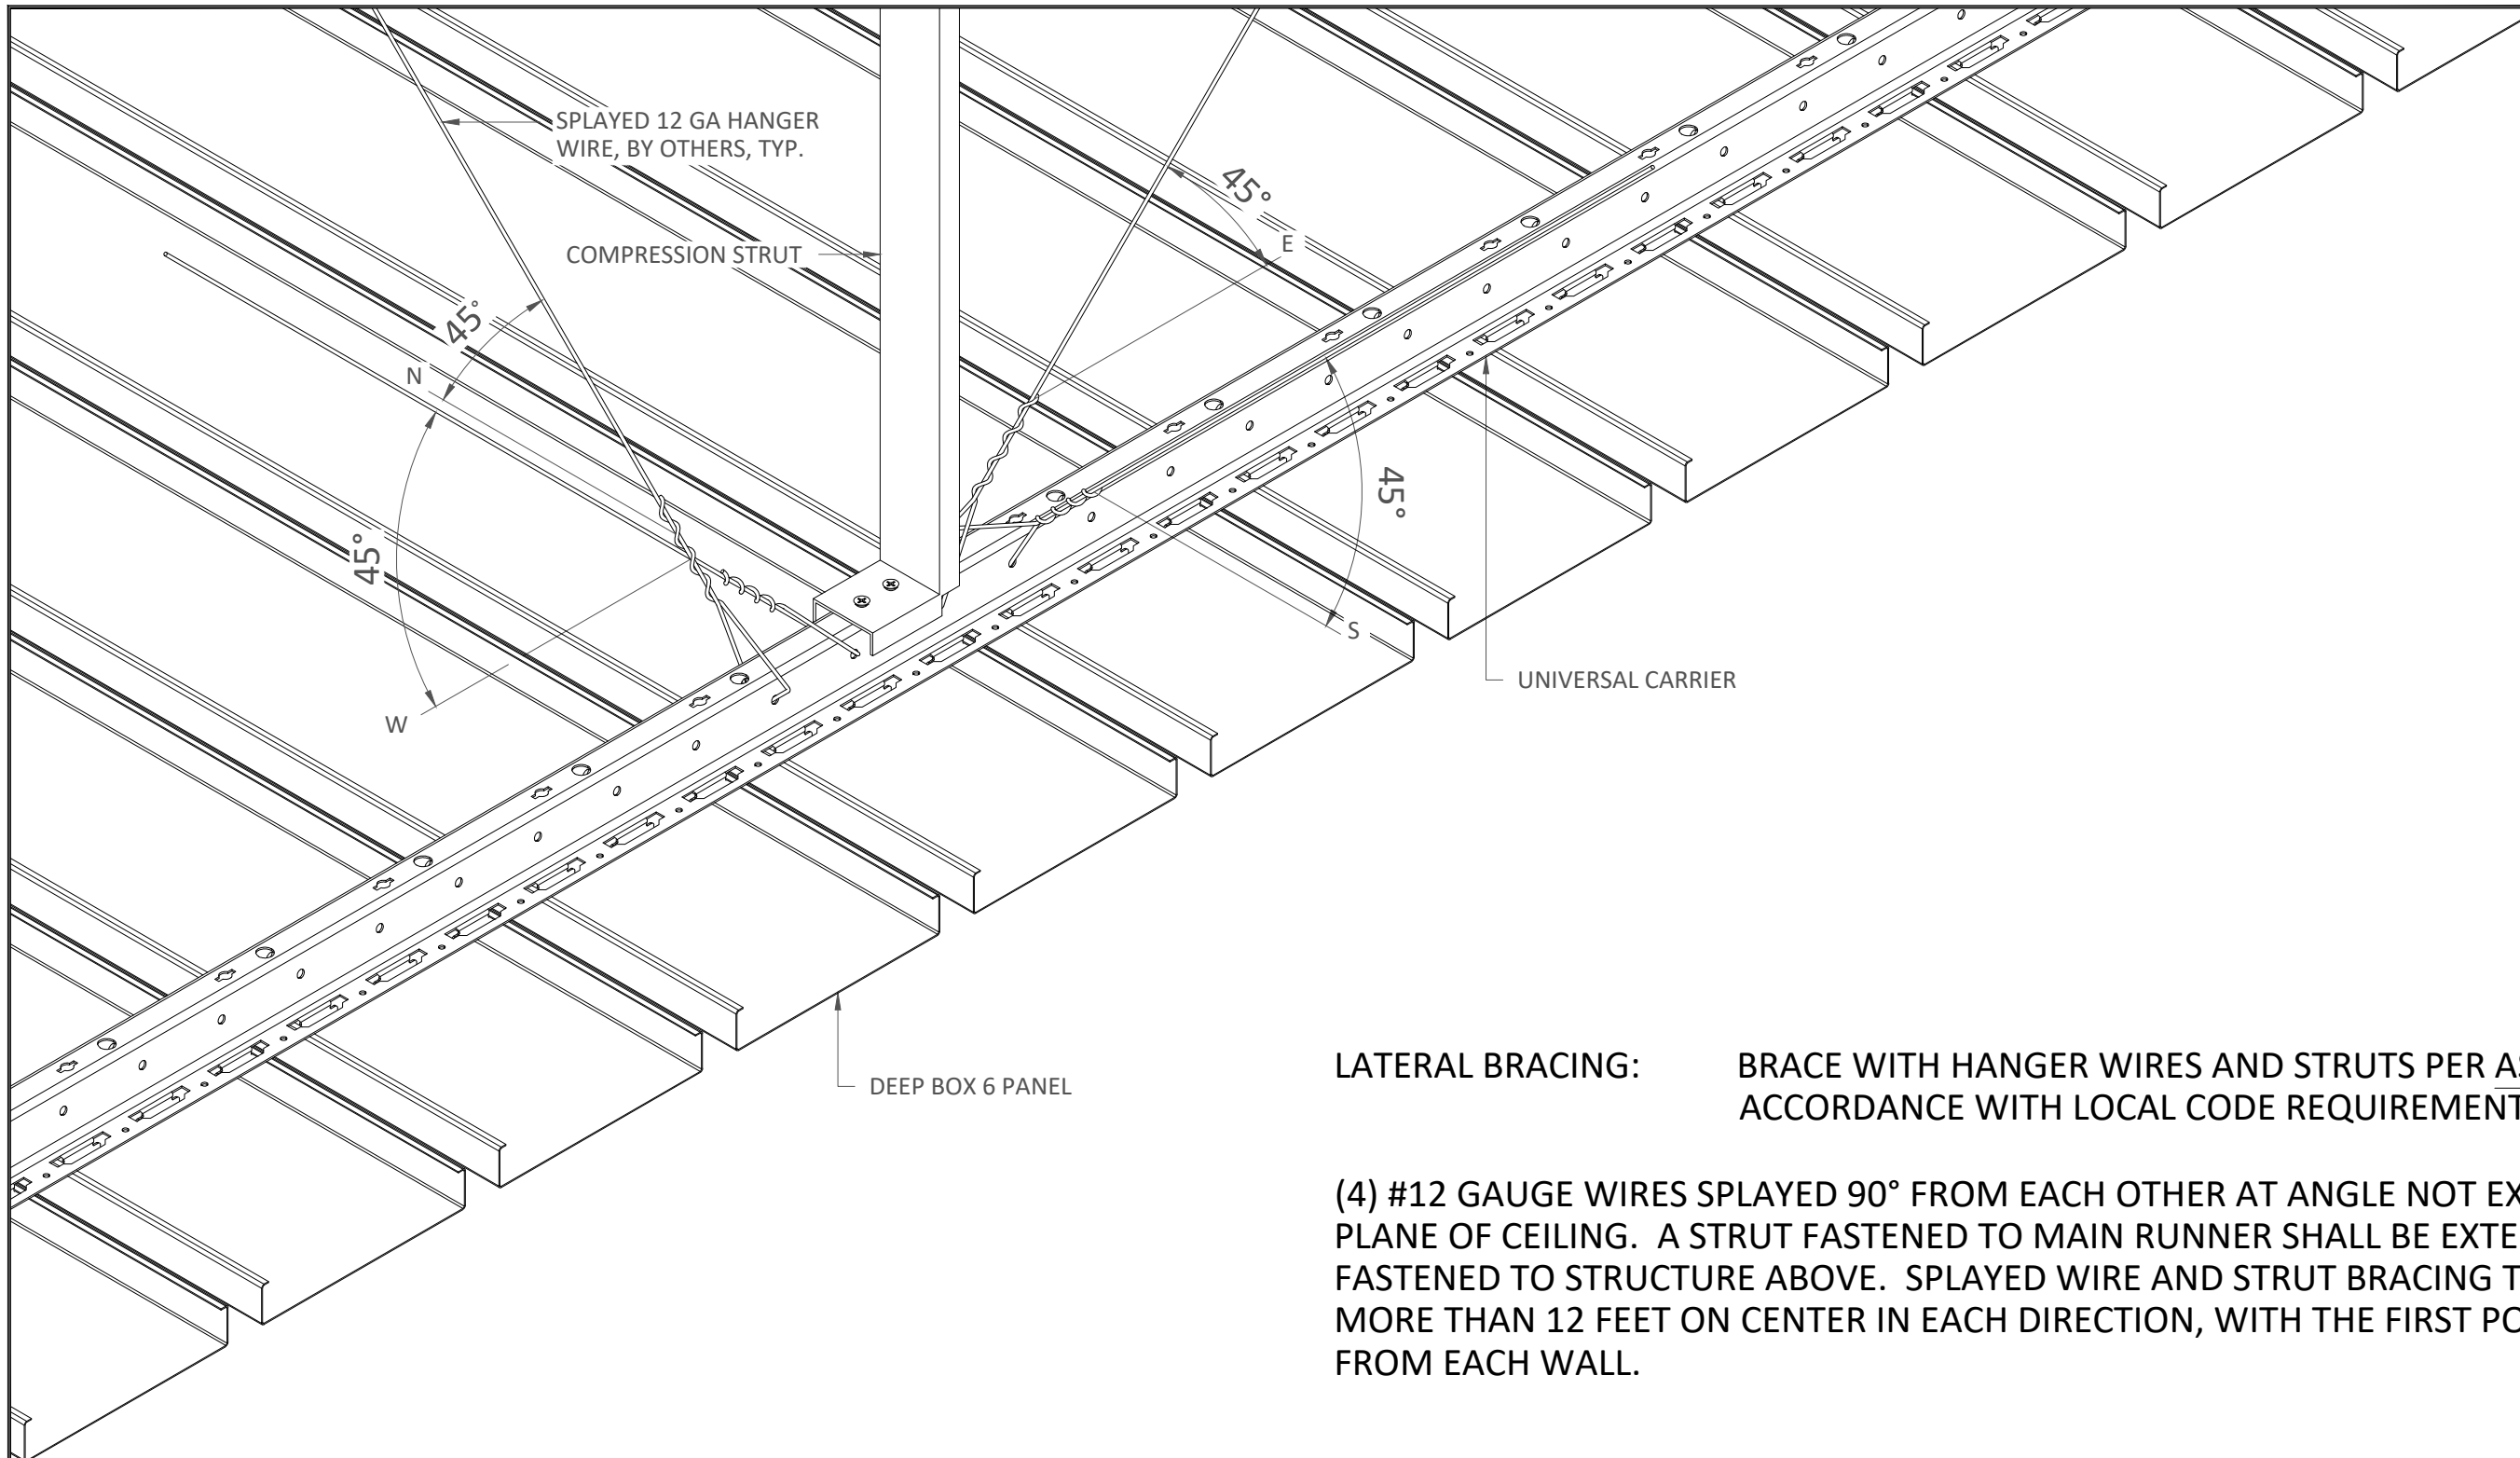 SPLAYED 12 GA HANGER
WIRE, BY OTHERS, TYP.
45°
E
COMPRESSION STRUT
45°
N
45°
45°
S
UNIVERSAL CARRIER
W
DEEP BOX 6 PANEL
LATERAL BRACING: BRACE WITH HANGER WIRES AND STRUTS PER
ACCORDANCE WITH LOCAL CODE REQUIREMENT
(4) #12 GAUGE WIRES SPLAYED 90° FROM EACH OTHER AT ANGLE NOT EX
PLANE OF CEILING. A STRUT FASTENED TO MAIN RUNNER SHALL BE EXTE
FASTENED TO STRUCTURE ABOVE. SPLAYED WIRE AND STRUT BRACING T
MORE THAN 12 FEET ON CENTER IN EACH DIRECTION, WITH THE FIRST PO
FROM EACH WALL.